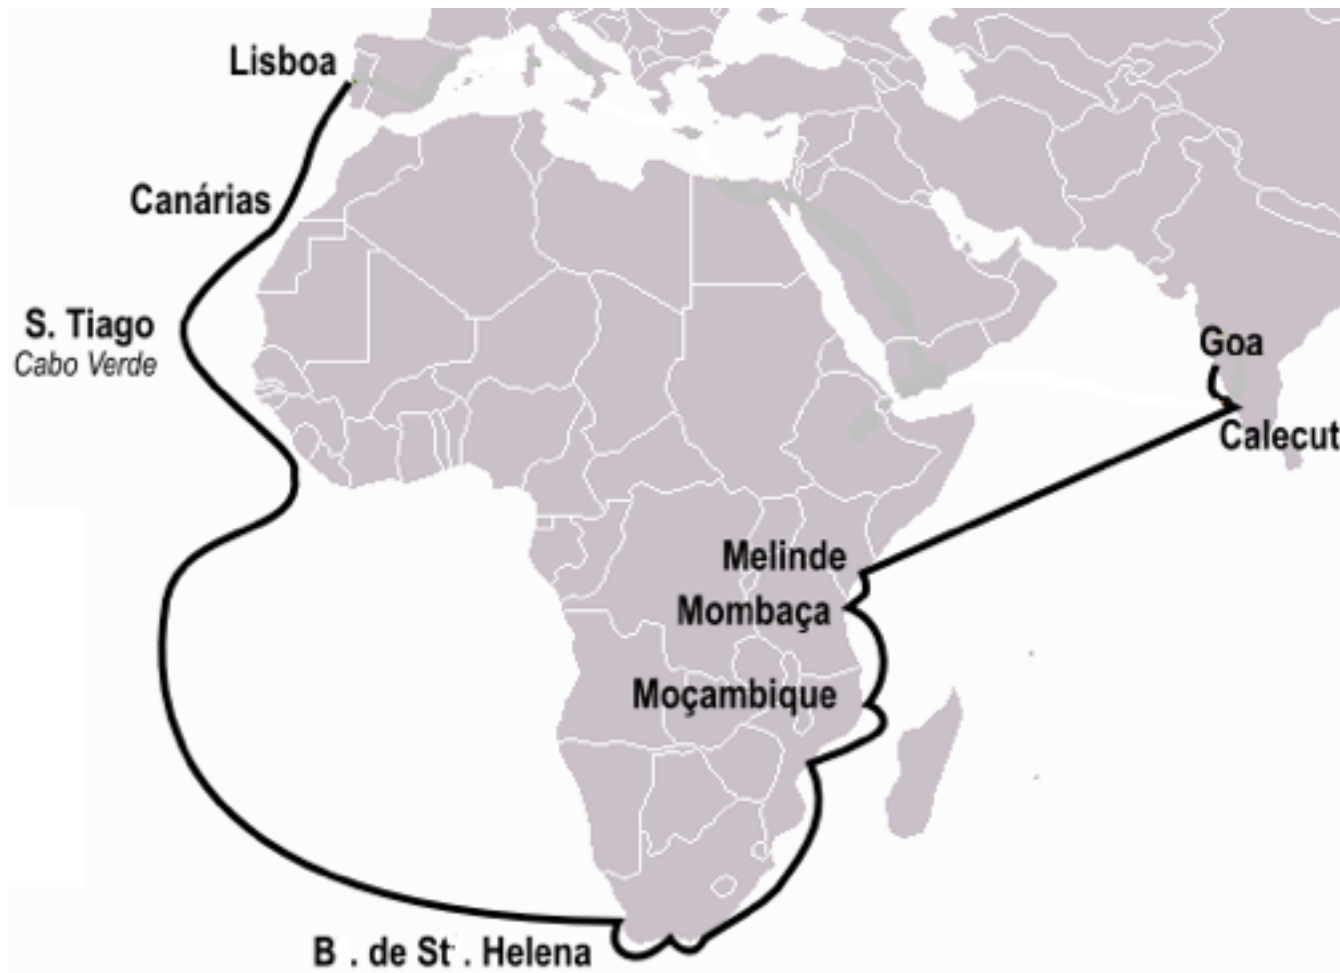 Lisboa
Canárias
S. Tiago
Cabo Verde
Goa
Calecut
Melinde
Mombaça
Moçambique
B . de St . Helena